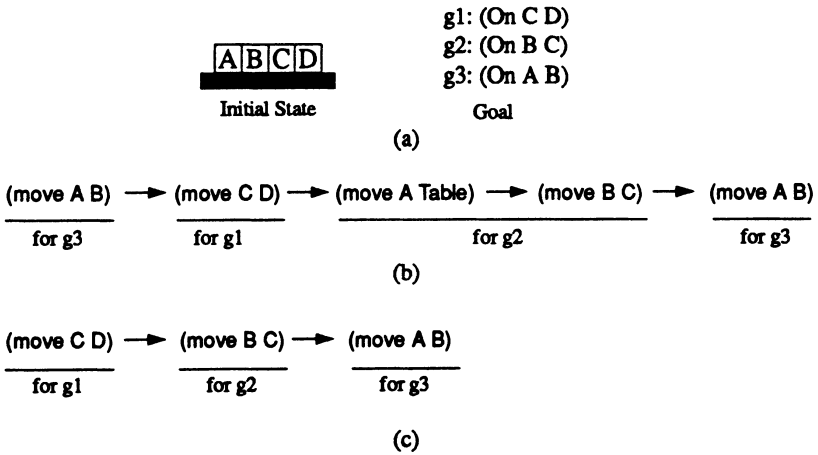 g1: (On C D)
g2: (On B C)
g3: (On A B)
A B C D
Initial State
Goal
(a)
(move A B) (move C D) (move A Table) (move B C) (move A B)
for g3 for g1 for g2 for g3
(b)
(move C D) (move B C) (move A B)
for g1 for g2 for g3
(c)